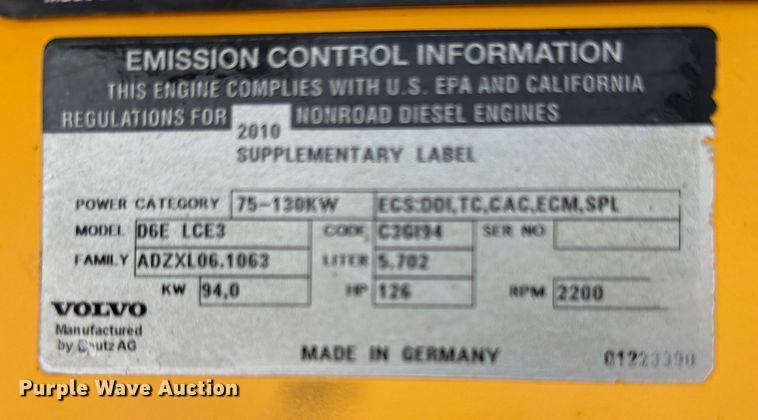 EMISSION CONTROL INFORMATION
THIS ENGINE COMPLIES WITH U.S. EPA AND CALIFORNIA
REGULATIONS FOR 2010 NONROAD DIESEL ENGINES
SUPPLEMENTARY LABEL
POWER CATEGORY 75-130KW ECS:DDI,TC,CAC,ECM,SPL
MODEL D6E LCE3 CODE C3GI94 SER NO
FAMILY ADZXL06.1063 LITER 5.702
KW 94,0 HP 126 RPM 2200
VOLVO
Manufactured
by Deutz AG
MADE IN GERMANY 01223390
Purple Wave Auction